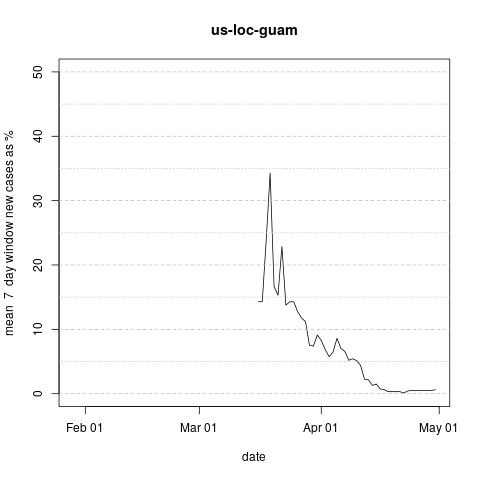 us-loc-guam
mean 7 day window new cases as %
50
40
30
20
10
0
Feb 01
Mar 01
Apr 01
May 01
date